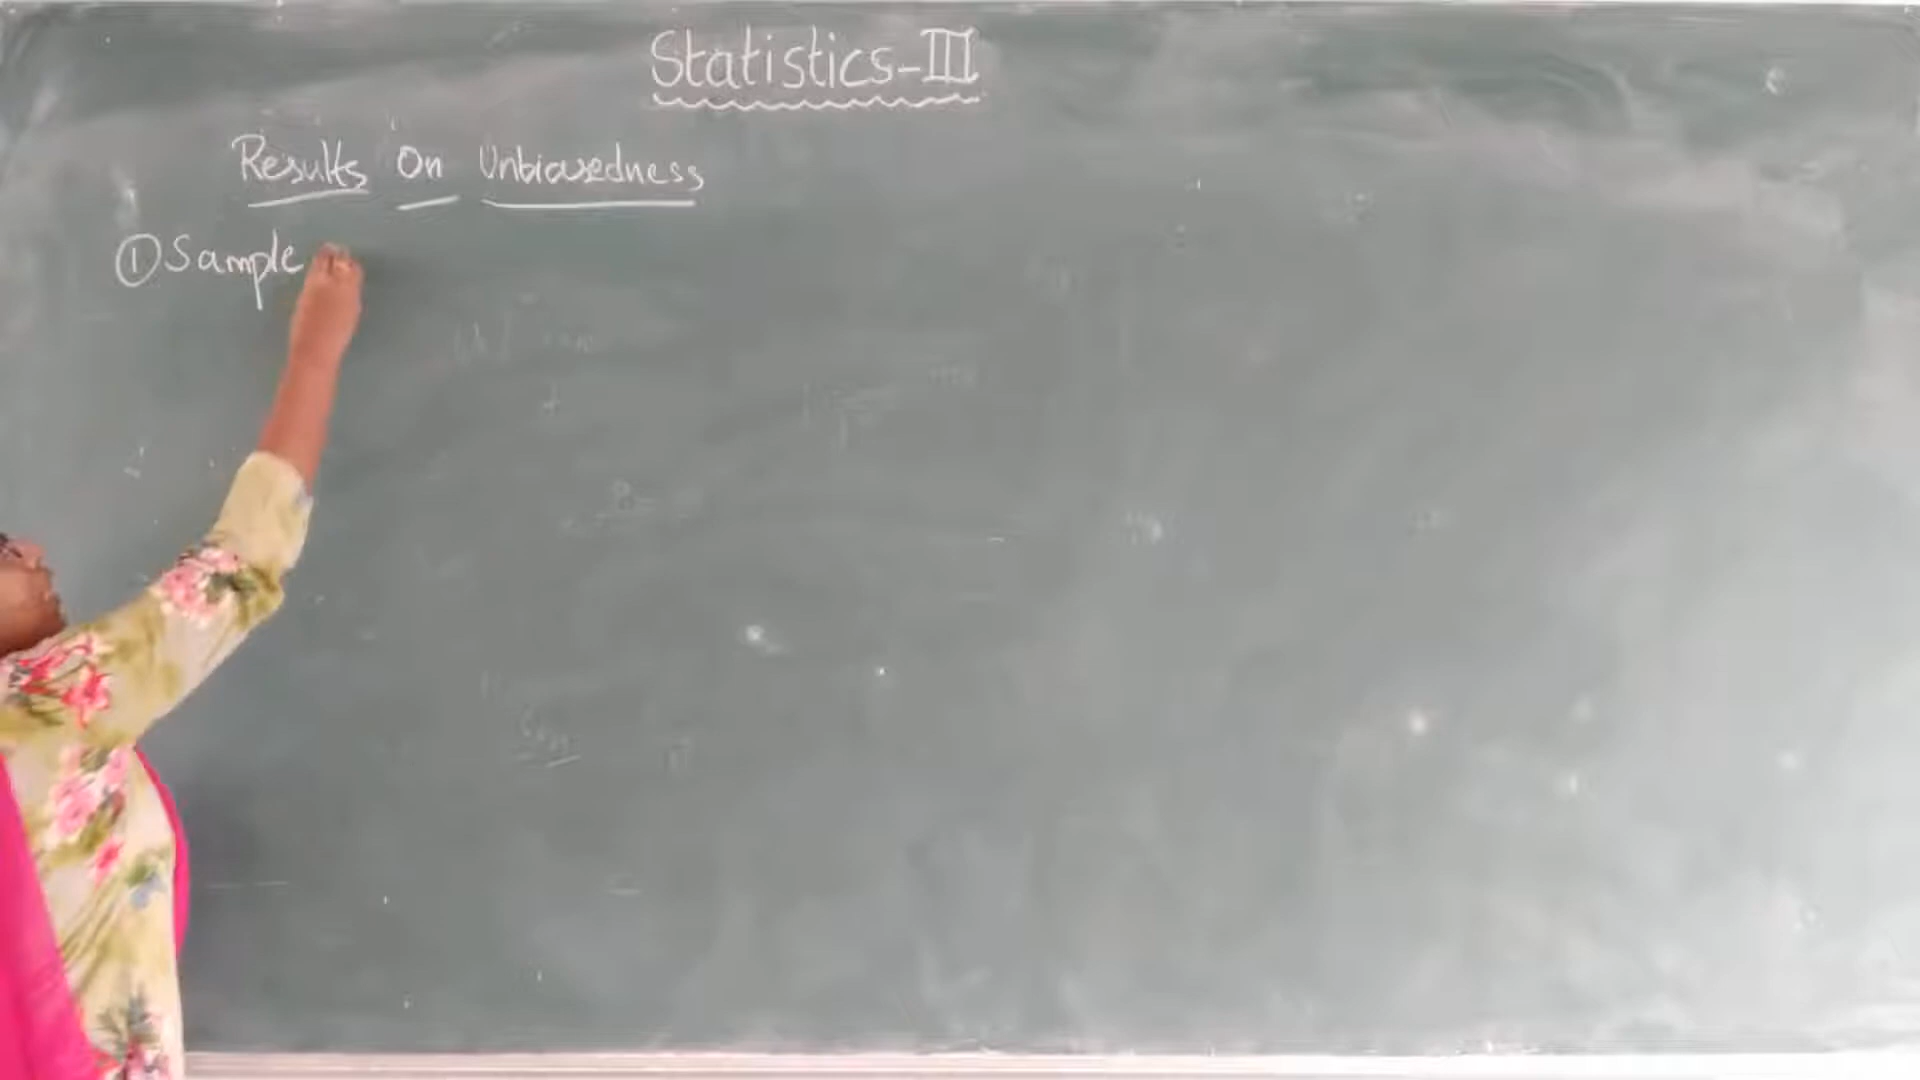 Statistics-III
Results On Unbiasedness
① Sample